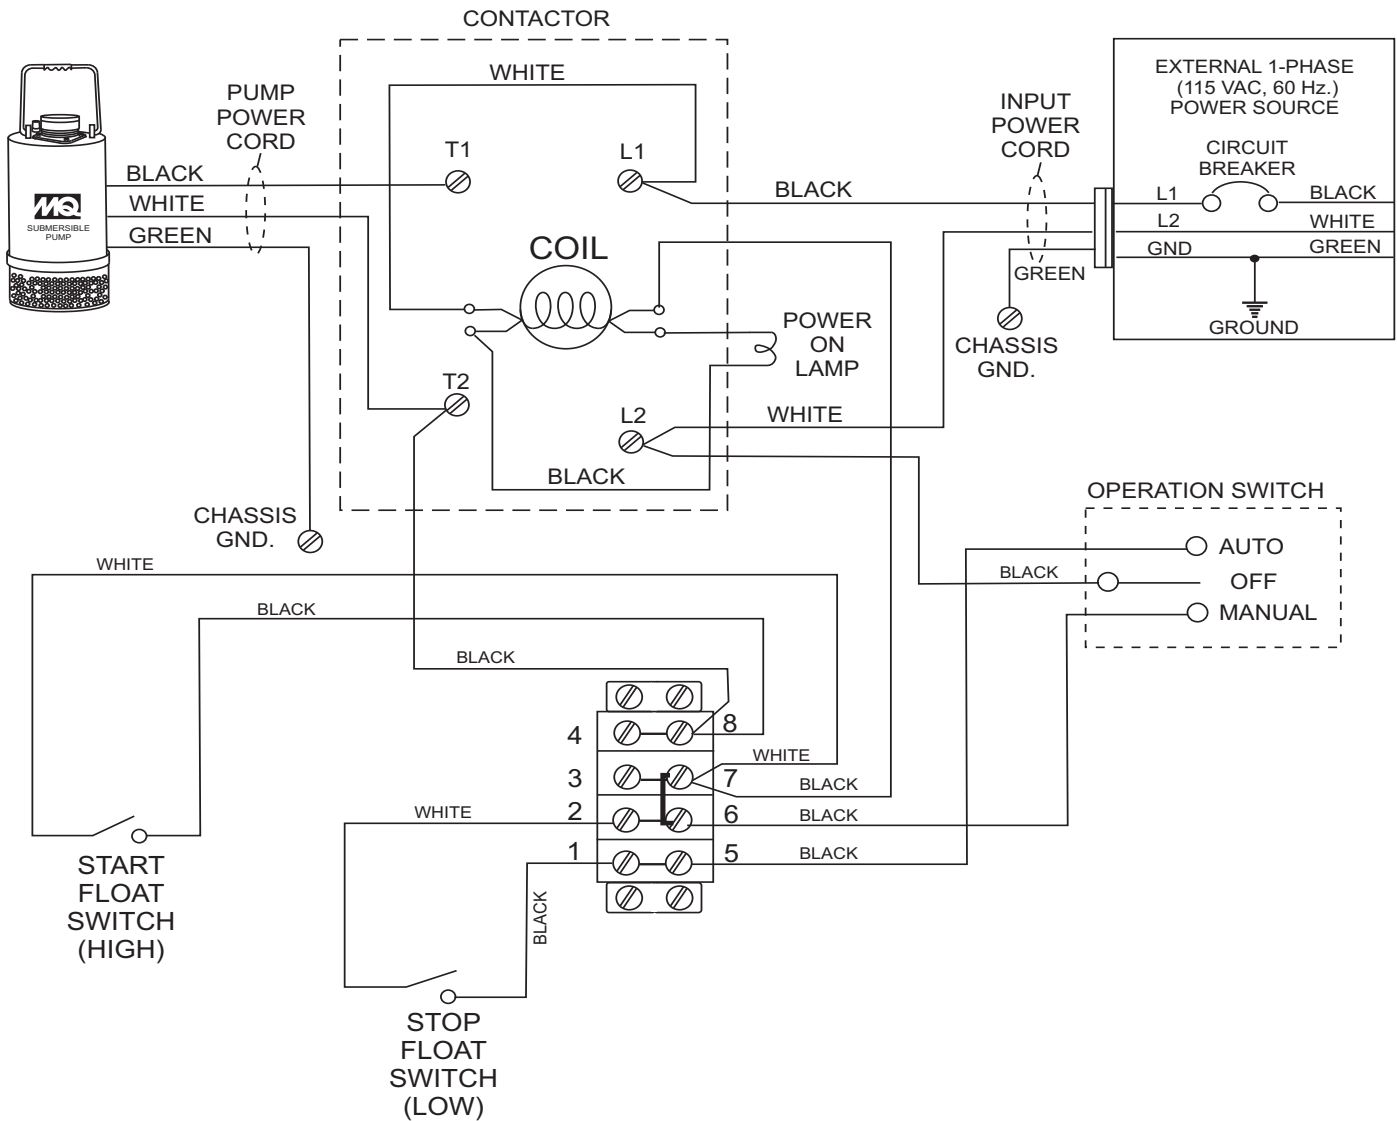 CONTACTOR
WHITE
PUMP
POWER
CORD
T1
L1
BLACK
WHITE
GREEN
MQ
SUBMERSIBLE
PUMP
COIL
BLACK
INPUT
POWER
CORD
GREEN
CHASSIS
GND.
EXTERNAL 1-PHASE
(115 VAC, 60 Hz.)
POWER SOURCE
CIRCUIT
BREAKER
L1
BLACK
L2
WHITE
GND
GREEN
GROUND
POWER
ON
LAMP
T2
L2
WHITE
BLACK
CHASSIS
GND.
OPERATION SWITCH
AUTO
BLACK
OFF
MANUAL
WHITE
BLACK
BLACK
4
8
3
7
WHITE
BLACK
2
6
WHITE
BLACK
1
5
BLACK
BLACK
START
FLOAT
SWITCH
(HIGH)
STOP
FLOAT
SWITCH
(LOW)